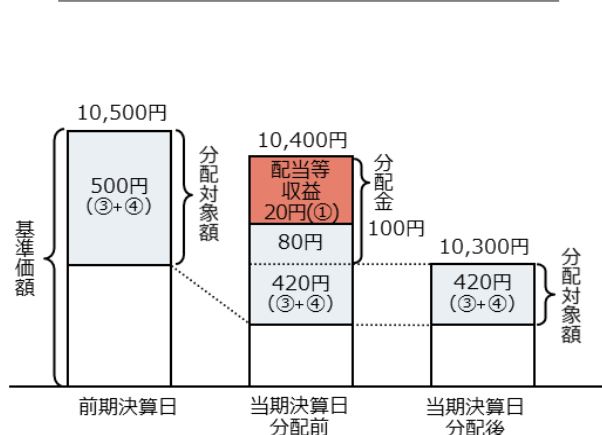 10,500円
500円
(③+④)
分配対象額
基準価額
前期決算日
10,400円
配当等
収益
20円(①)
80円
420円
(③+④)
分配金
100円
当期決算日
分配前
10,300円
420円
(③+④)
分配対象額
当期決算日
分配後